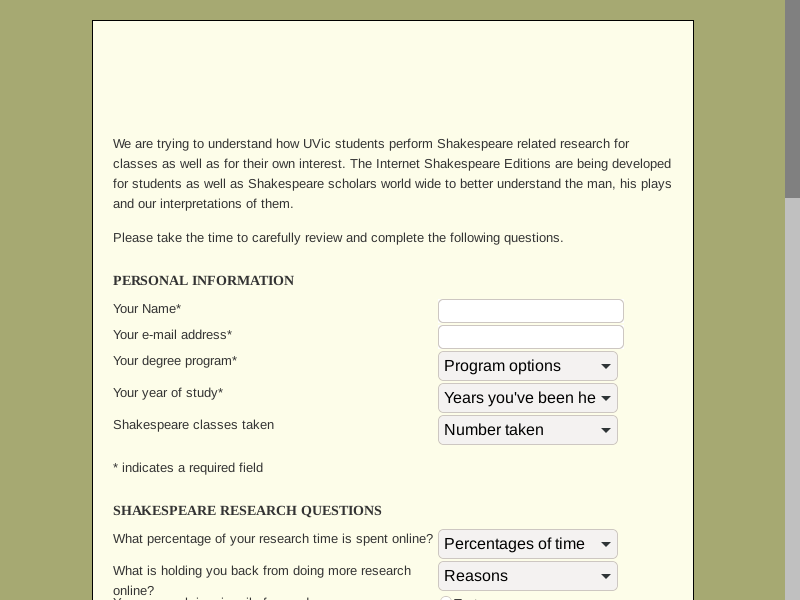 We are trying to understand how UVic students perform Shakespeare related research for
classes as well as for their own interest. The Internet Shakespeare Editions are being developed
for students as well as Shakespeare scholars world wide to better understand the man, his plays
and our interpretations of them.
Please take the time to carefully review and complete the following questions.
PERSONAL INFORMATION
Your Name*
Your e-mail address*
Your degree program* Program options
Your year of study* Years you've been he
Shakespeare classes taken Number taken
* indicates a required field
SHAKESPEARE RESEARCH QUESTIONS
What percentage of your research time is spent online? Percentages of time
What is holding you back from doing more research Reasons
online?